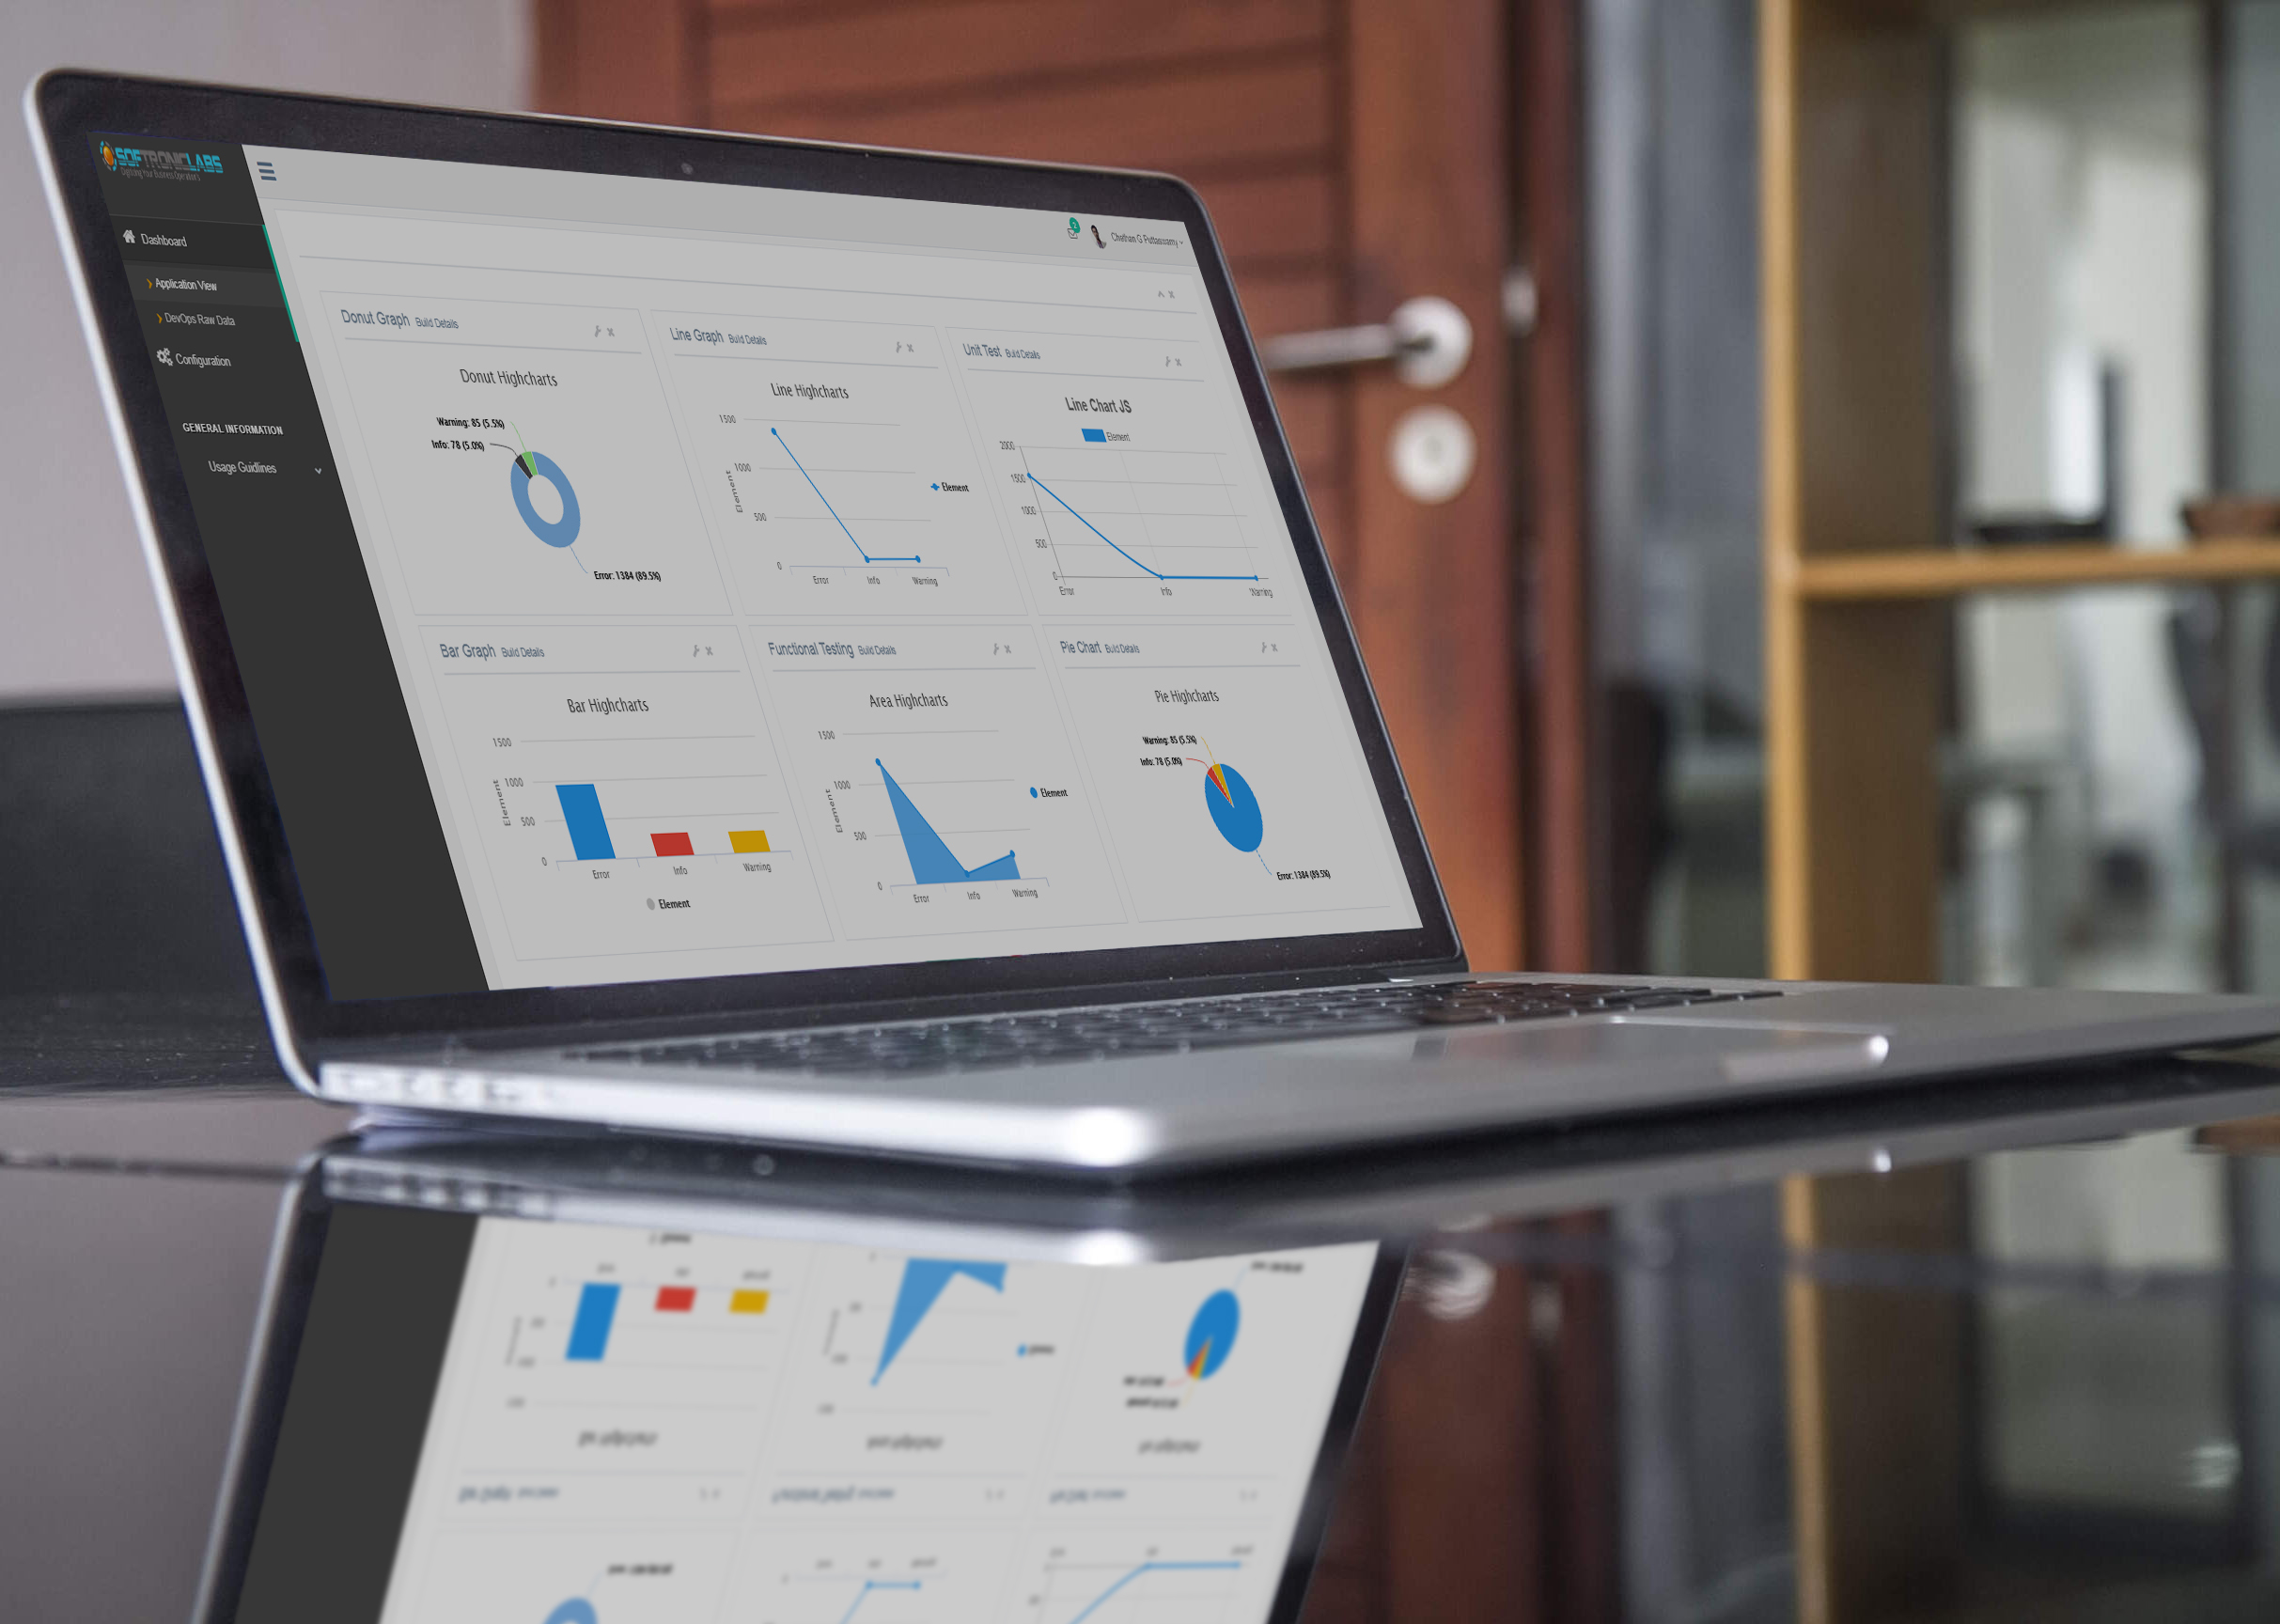 SOFTRONICLABS
Digitizing Your Business Operations
Dashboard
Application View
DevOps Raw Data
Configuration
GENERAL INFORMATION
Usage Guidlines
2
Chethan G Puttaswamy
Donut Graph Build Details
Donut Highcharts
Warning: 85 (5.5%)
Info: 78 (5.0%)
Error: 1384 (89.5%)
Line Graph Build Details
Line Highcharts
1500
1000
500
0
Element
Error Info Warning
Element
Unit Test Build Details
Line Chart JS
Element
2000
1500
1000
500
0
Error Info Warning
Bar Graph Build Details
Bar Highcharts
1500
1000
500
0
Element
Error Info Warning
Element
Functional Testing Build Details
Area Highcharts
1500
1000
500
0
Element
Error Info Warning
Element
Pie Chart Build Details
Pie Highcharts
Warning: 85 (5.5%)
Info: 78 (5.0%)
Error: 1384 (89.5%)